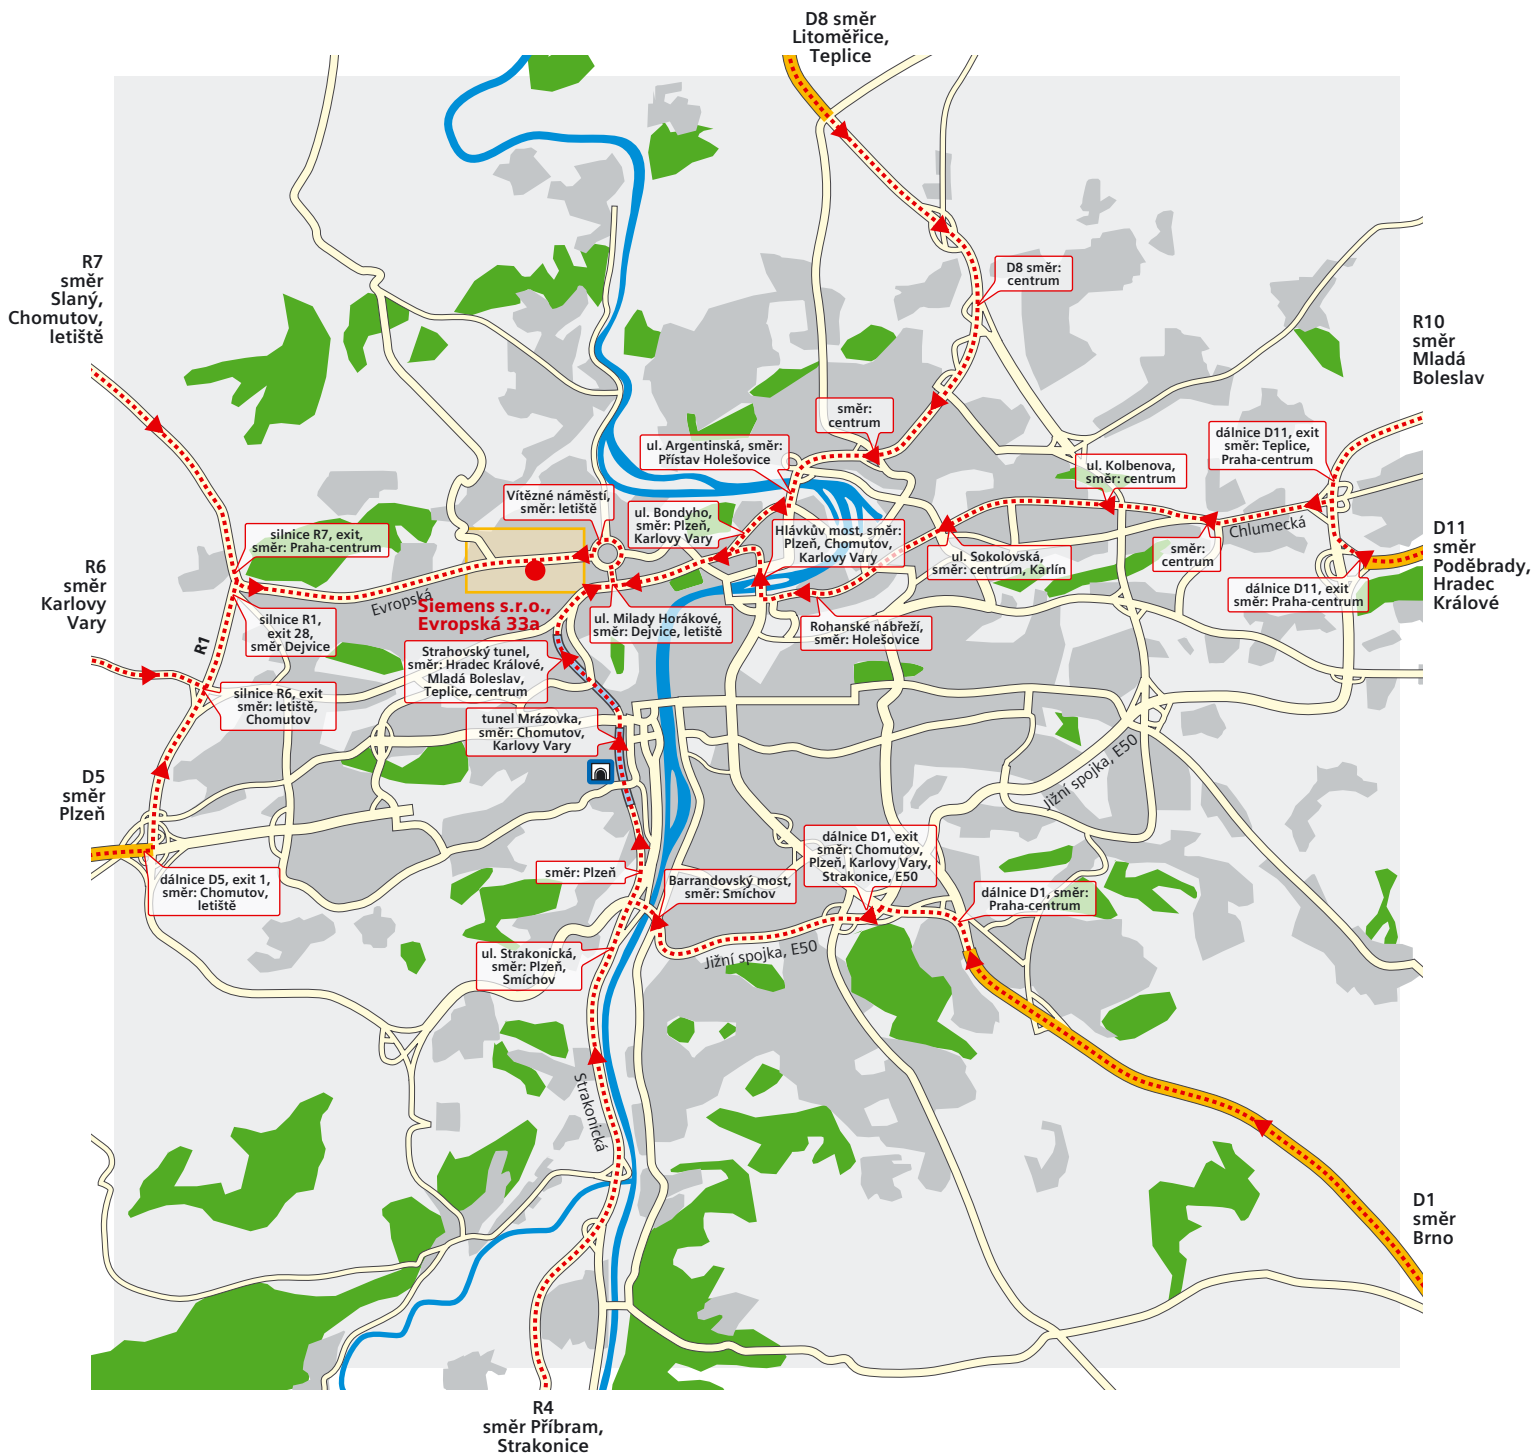 D8 směr
Litoměřice,
Teplice
R7
směr
Slaný,
Chomutov,
letiště
D8 směr:
centrum
R10
směr
Mladá
Boleslav
směr:
centrum
ul. Argentinská, směr:
Přístav Holešovice
dálnice D11, exit
směr: Teplice,
Praha-centrum
ul. Kolbenova,
směr: centrum
Vítězné náměstí,
směr: letiště
ul. Bondyho,
směr: Plzeň,
Karlovy Vary
Hlávkův most, směr:
Plzeň, Chomutov,
Karlovy Vary
Chlumecká
směr:
centrum
D11
směr
Poděbrady,
Hradec
Králové
silnice R7, exit,
směr: Praha-centrum
ul. Sokolovská,
směr: centrum, Karlín
R6
směr
Karlovy
Vary
dálnice D11, exit
směr: Praha-centrum
Evropská
Siemens s.r.o.,
Evropská 33a
silnice R1,
exit 28,
směr Dejvice
ul. Milady Horákové,
směr: Dejvice, letiště
Rohanské nábřeží,
směr: Holešovice
R1
Strahovský tunel,
směr: Hradec Králové,
Mladá Boleslav,
Teplice, centrum
silnice R6, exit
směr: letiště,
Chomutov
tunel Mrázovka,
směr: Chomutov,
Karlovy Vary
Jižní spojka, E50
D5
směr
Plzeň
dálnice D1, exit
směr: Chomutov,
Plzeň, Karlovy Vary,
Strakonice, E50
směr: Plzeň
Barrandovský most,
směr: Smíchov
dálnice D5, exit 1,
směr: Chomutov,
letiště
dálnice D1, směr:
Praha-centrum
ul. Strakonická,
směr: Plzeň,
Smíchov
Jižní spojka, E50
Strakonická
D1
směr
Brno
R4
směr Příbram,
Strakonice